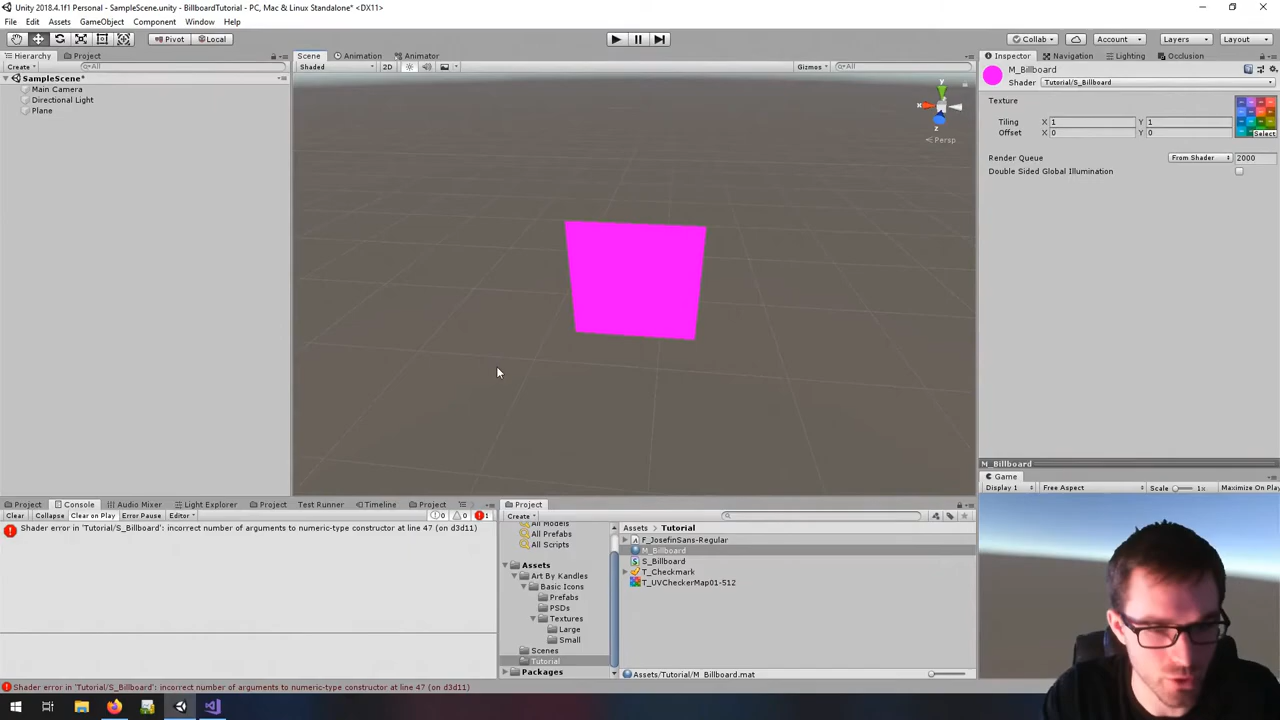 Unity 2018.4.1f1 Personal - SampleScene.unity - BillboardTutorial - PC, Mac & Linux Standalone* <DX11>
File Edit Assets GameObject Component Window Help
Pivot Local Collab Account Layers Layout
Hierarchy Project Scene Animation Animator Inspector Navigation Lighting Occlusion
Create All Shaded 2D Gizmos All
SampleScene*
Main Camera
Directional Light
Plane
y
x
z
Persp
M_Billboard
Shader Tutorial/S_Billboard
Texture
Tiling X 1 Y 1
Offset X 0 Y 0
Select
Render Queue From Shader 2000
Double Sided Global Illumination
M_Billboard
Game
Display 1 Free Aspect Scale 1x Maximize On Play
Project Console Audio Mixer Light Explorer Project Test Runner Timeline Project
Clear Collapse Clear on Play Error Pause Editor 0 0 1
Shader error in 'Tutorial/S_Billboard': incorrect number of arguments to numeric-type constructor at line 47 (on d3d11)
Project
Create
All Models
All Prefabs
All Scripts
Assets
Art By Kandles
Basic Icons
Prefabs
PSDs
Textures
Large
Small
Scenes
Tutorial
Packages
Assets Tutorial
F_JosefinSans-Regular
M_Billboard
S_Billboard
T_Checkmark
T_UVCheckerMap01-512
Assets/Tutorial/M_Billboard.mat
Shader error in 'Tutorial/S_Billboard': incorrect number of arguments to numeric-type constructor at line 47 (on d3d11)